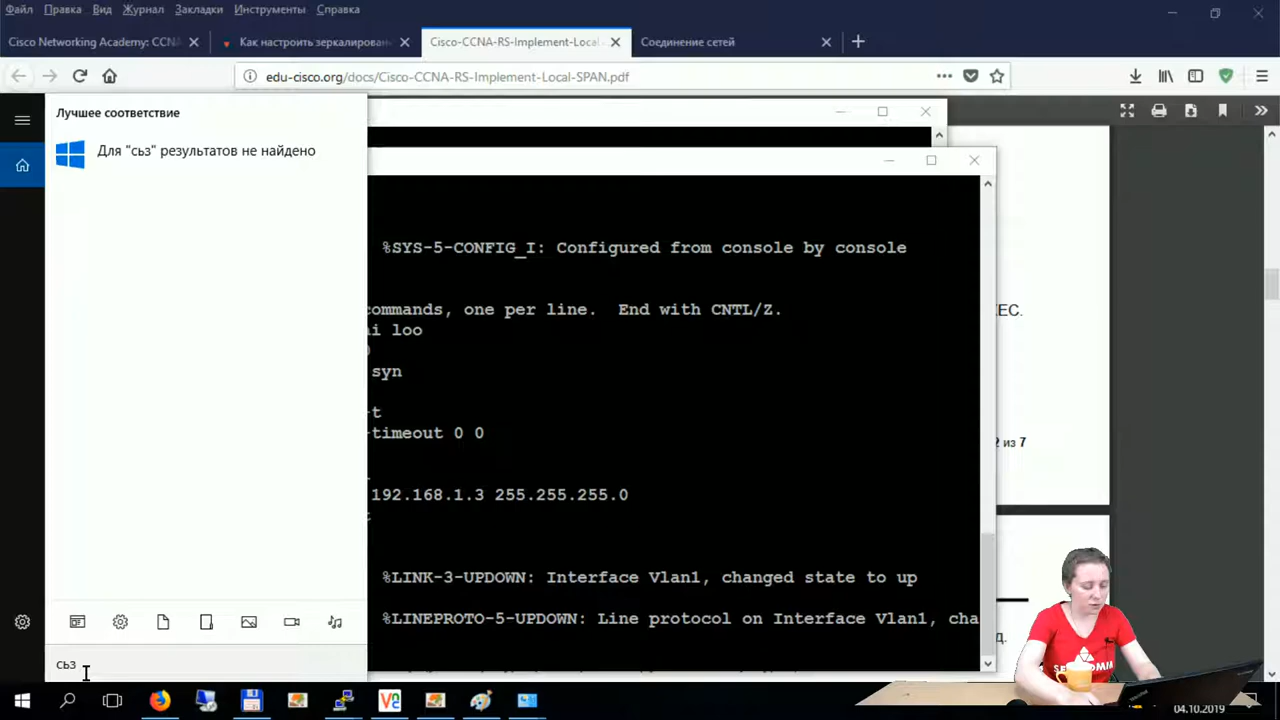 Файл Правка Вид Журнал Закладки Инструменты Справка
Cisco Networking Academy: CCNA
Как настроить зеркалирован
Cisco-CCNA-RS-Implement-Local
Соединение сетей
edu-cisco.org/docs/Cisco-CCNA-RS-Implement-Local-SPAN.pdf
Лучшее соответствие
Для "сьз" результатов не найдено
%SYS-5-CONFIG_I: Configured from console by console
commands, one per line. End with CNTL/Z.
ЕС.
i loo
syn
-t
2 из 7
-timeout 0 0
192.168.1.3 255.255.255.0
%LINK-3-UPDOWN: Interface Vlan1, changed state to up
%LINEPROTO-5-UPDOWN: Line protocol on Interface Vlan1, cha
д.
сьз
04.10.2019